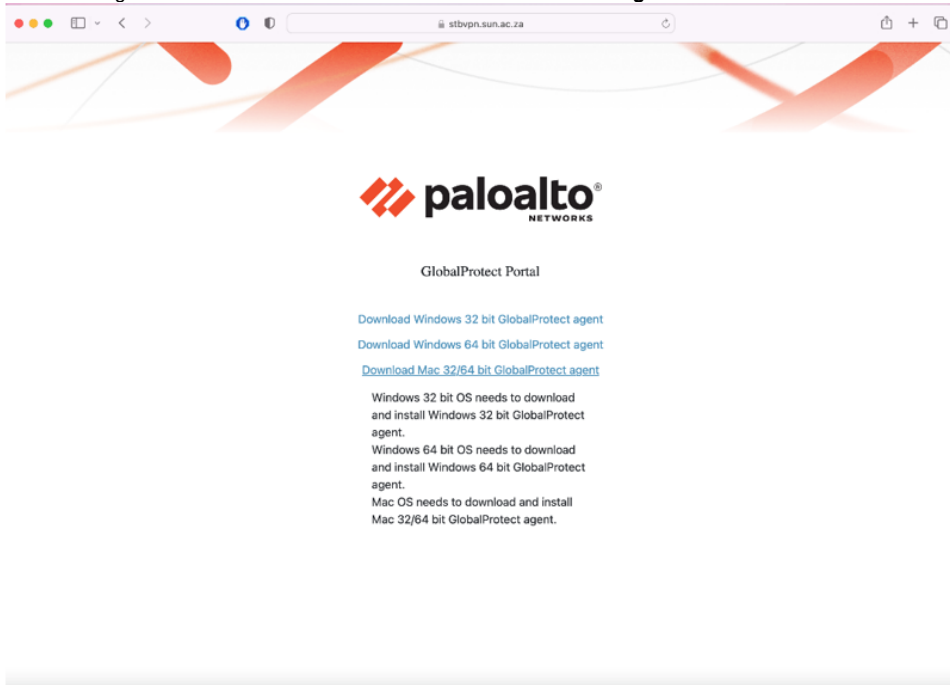 stbvpn.sun.ac.za
paloalto®
NETWORKS
GlobalProtect Portal
Download Windows 32 bit GlobalProtect agent
Download Windows 64 bit GlobalProtect agent
Download Mac 32/64 bit GlobalProtect agent
Windows 32 bit OS needs to download
and install Windows 32 bit GlobalProtect
agent.
Windows 64 bit OS needs to download
and install Windows 64 bit GlobalProtect
agent.
Mac OS needs to download and install
Mac 32/64 bit GlobalProtect agent.